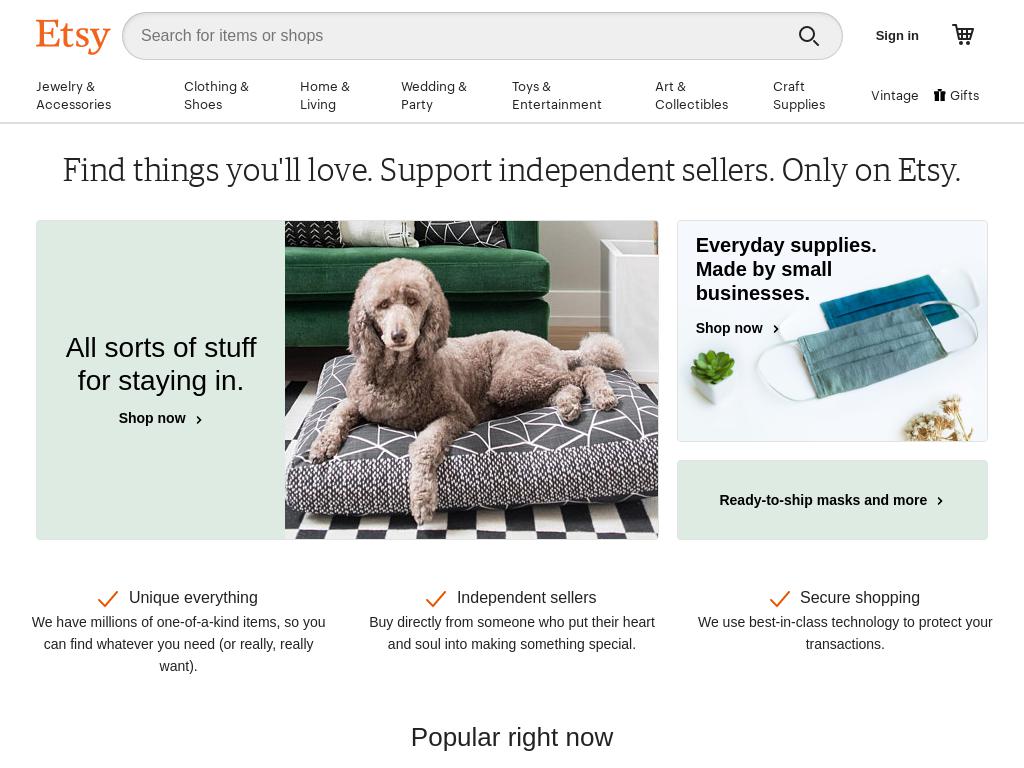 Etsy
Search for items or shops
Sign in
Jewelry &
Accessories
Clothing &
Shoes
Home &
Living
Wedding &
Party
Toys &
Entertainment
Art &
Collectibles
Craft
Supplies
Vintage
Gifts
Find things you'll love. Support independent sellers. Only on Etsy.
All sorts of stuff
for staying in.
Shop now
Everyday supplies.
Made by small
businesses.
Shop now
Ready-to-ship masks and more
Unique everything
We have millions of one-of-a-kind items, so you
can find whatever you need (or really, really
want).
Independent sellers
Buy directly from someone who put their heart
and soul into making something special.
Secure shopping
We use best-in-class technology to protect your
transactions.
Popular right now